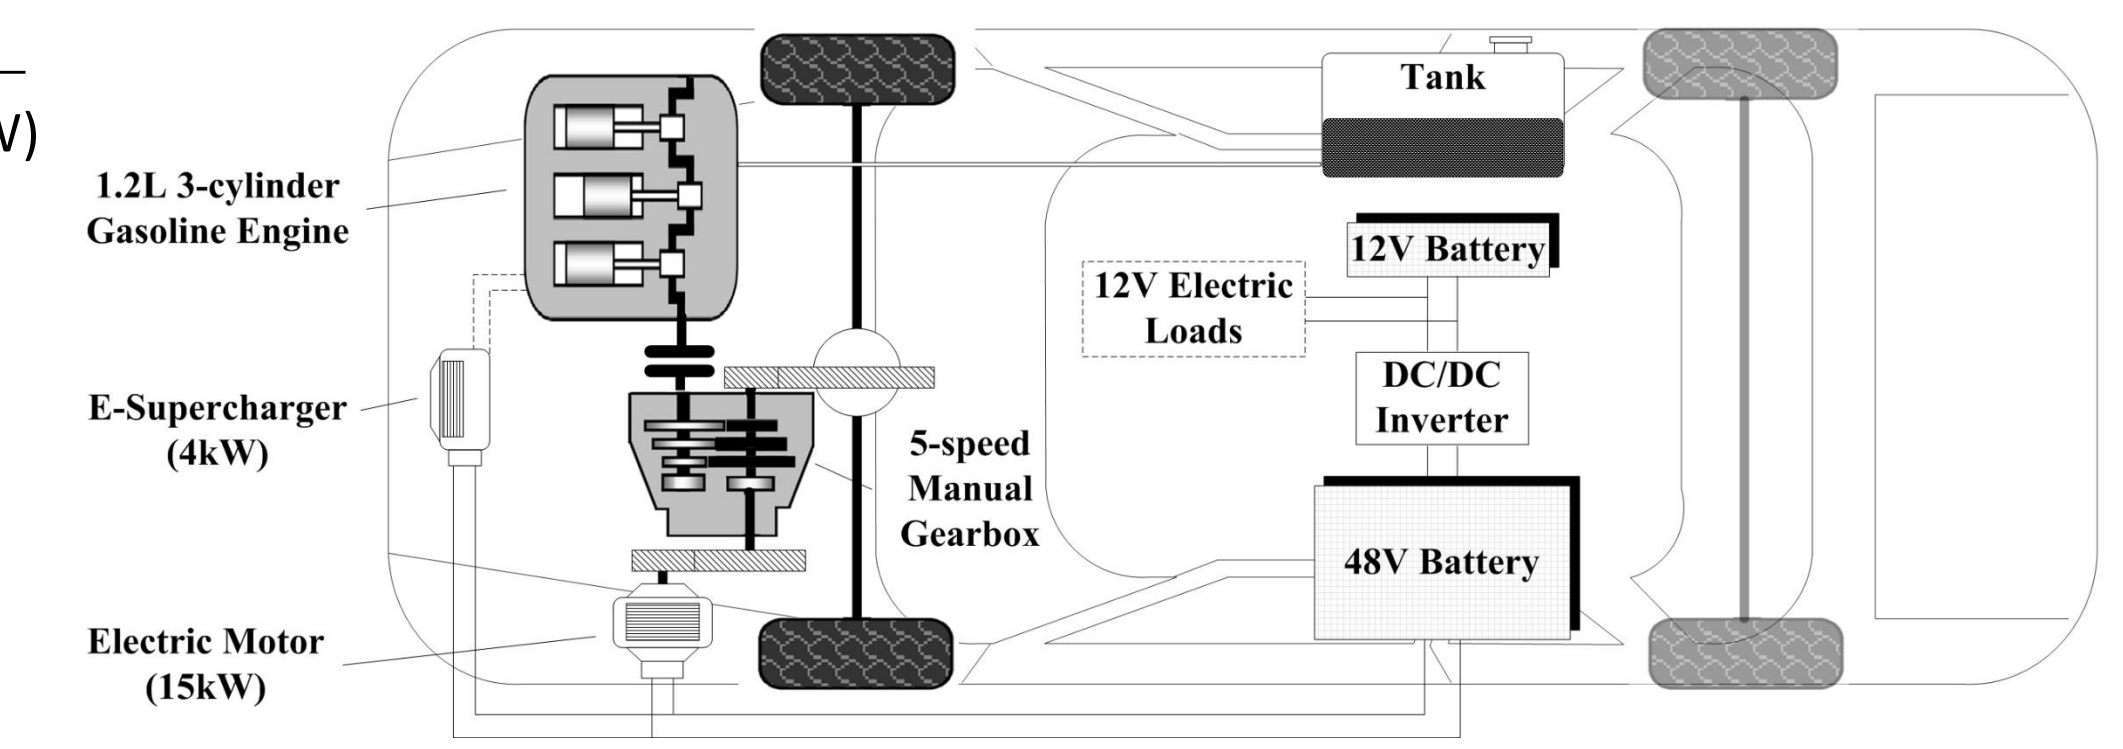 W)
1.2L 3-cylinder
Gasoline Engine
E-Supercharger
(4kW)
Electric Motor
(15kW)
5-speed
Manual
Gearbox
Tank
12V Battery
12V Electric
Loads
DC/DC
Inverter
48V Battery